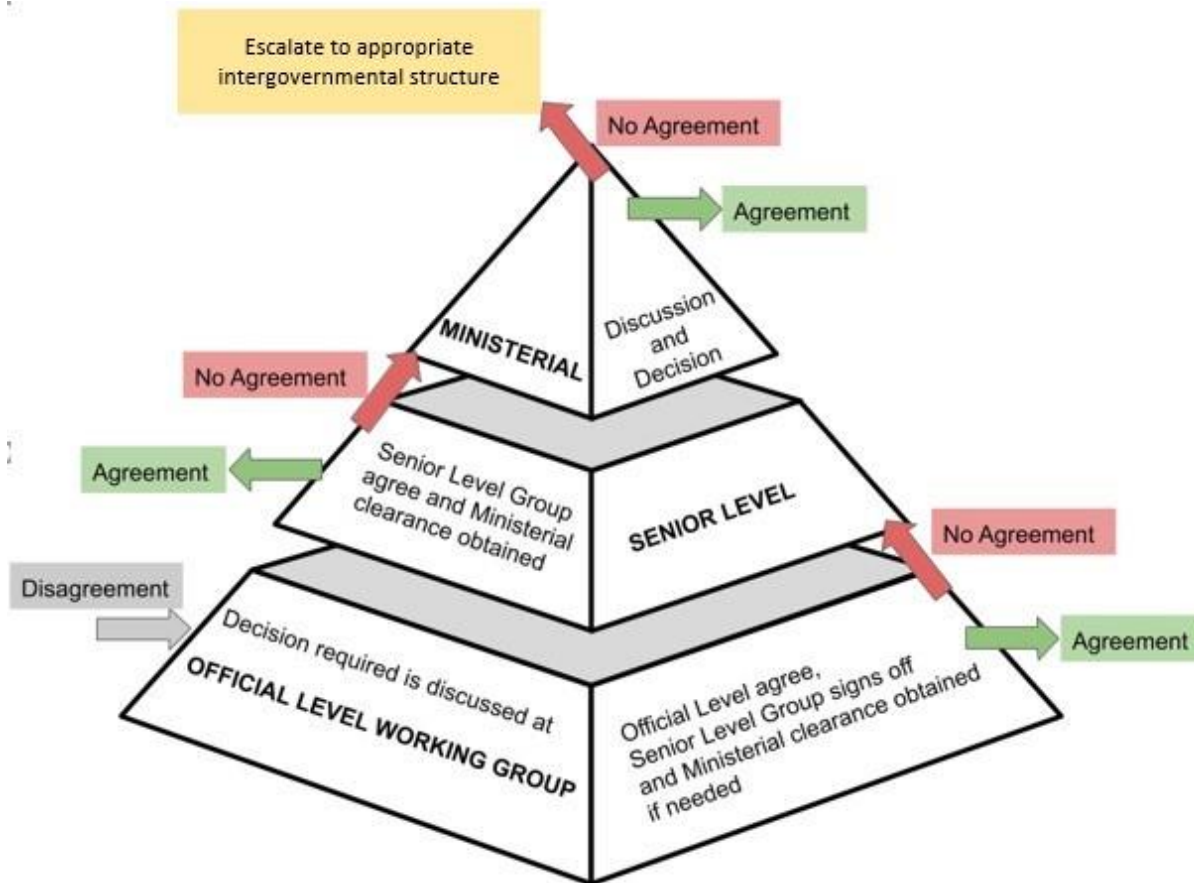 Escalate to appropriate
intergovernmental structure
No Agreement
Agreement
MINISTERIAL
Discussion
and
Decision
No Agreement
Agreement
Senior Level Group
agree and Ministerial
clearance obtained
SENIOR LEVEL
No Agreement
Disagreement
Decision required is discussed at
OFFICIAL LEVEL WORKING GROUP
Official Level agree,
Senior Level Group signs off
and Ministerial clearance obtained
if needed
Agreement